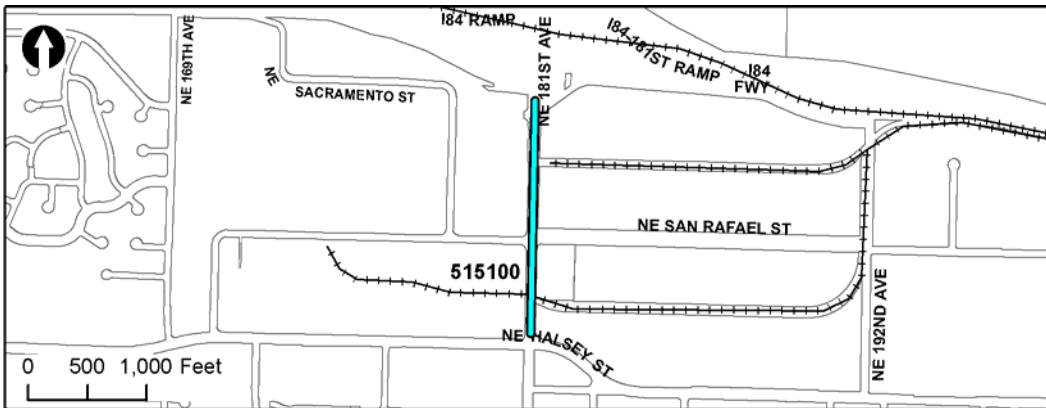 I84 RAMP
I84-181ST RAMP
I84
FWY
NE 169TH AVE
NE
SACRAMENTO ST
NE 181ST AVE
NE SAN RAFAEL ST
515100
NE HALSEY ST
NE 192ND AVE
0 500 1,000 Feet